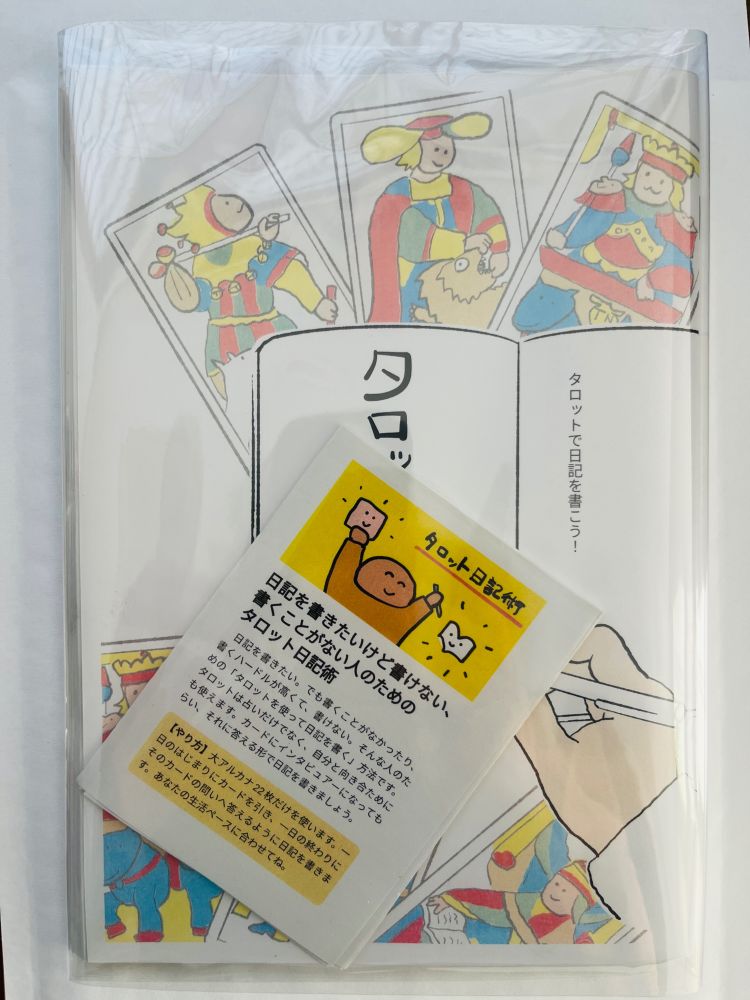 タロッ
タロットで日記を書こう！
タロット日記術
日記を書きたいけど書けない、
書くことがない人のための
タロット日記術
日記を書きたい。でも書くことがなかったり、
書くハードルが高くて、書けない。そんな人のた
めの「タロットを使って日記を書く」方法です。
タロットは占いだけでなく、自分と向き合うために
も使えます。カードにインタビュアーになっても
らい、それに答える形で日記を書きましょう。
【やり方】大アルカナ22枚だけを使います。一
日のはじまりにカードを引き、一日の終わりに
そのカードの問いへ答えるように日記を書きま
す。あなたの生活ペースに合わせてね。